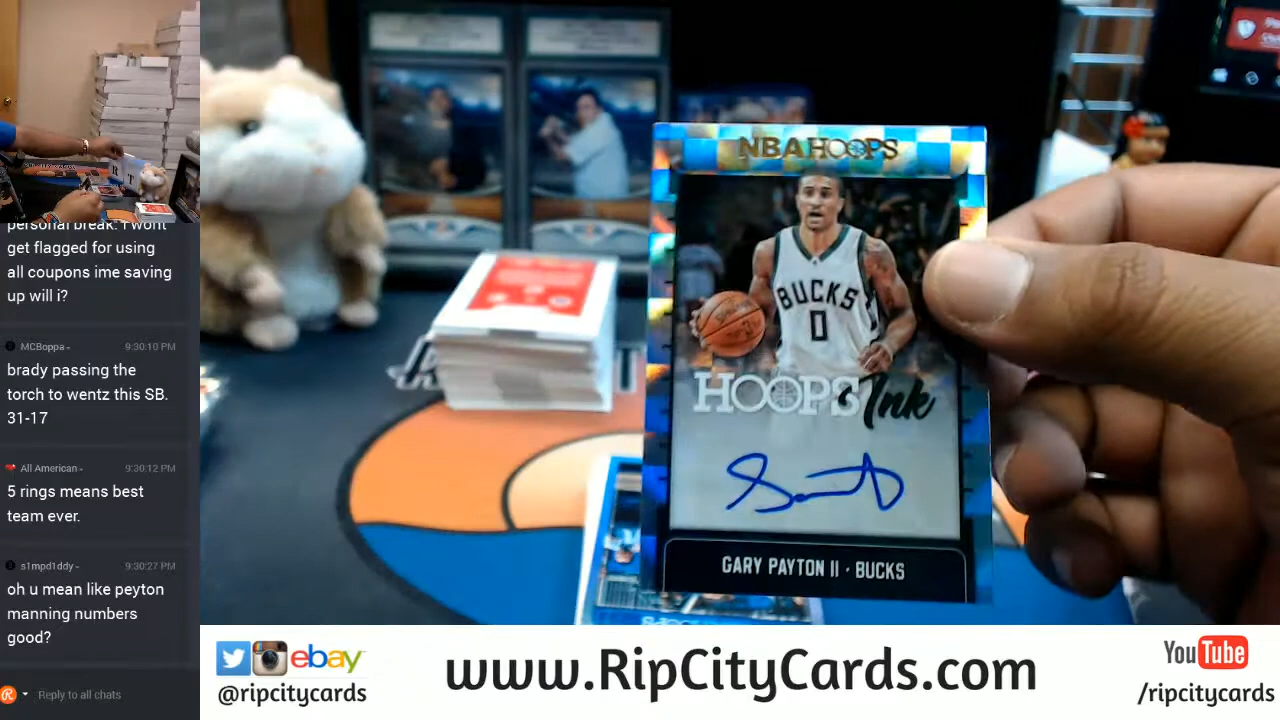 personal break. I wont
get flagged for using
all coupons ime saving
up will i?
MCBoppa 9:30:10 PM
brady passing the
torch to wentz this SB.
31-17
All American 9:30:12 PM
5 rings means best
team ever.
s1mpd1ddy 9:30:27 PM
oh u mean like peyton
manning numbers
good?
Reply to all chats
NBA HOOPS
BUCKS
0
HOOPS Ink
GARY PAYTON II · BUCKS
ebay
@ripcitycards
www.RipCityCards.com
YouTube
/ripcitycards